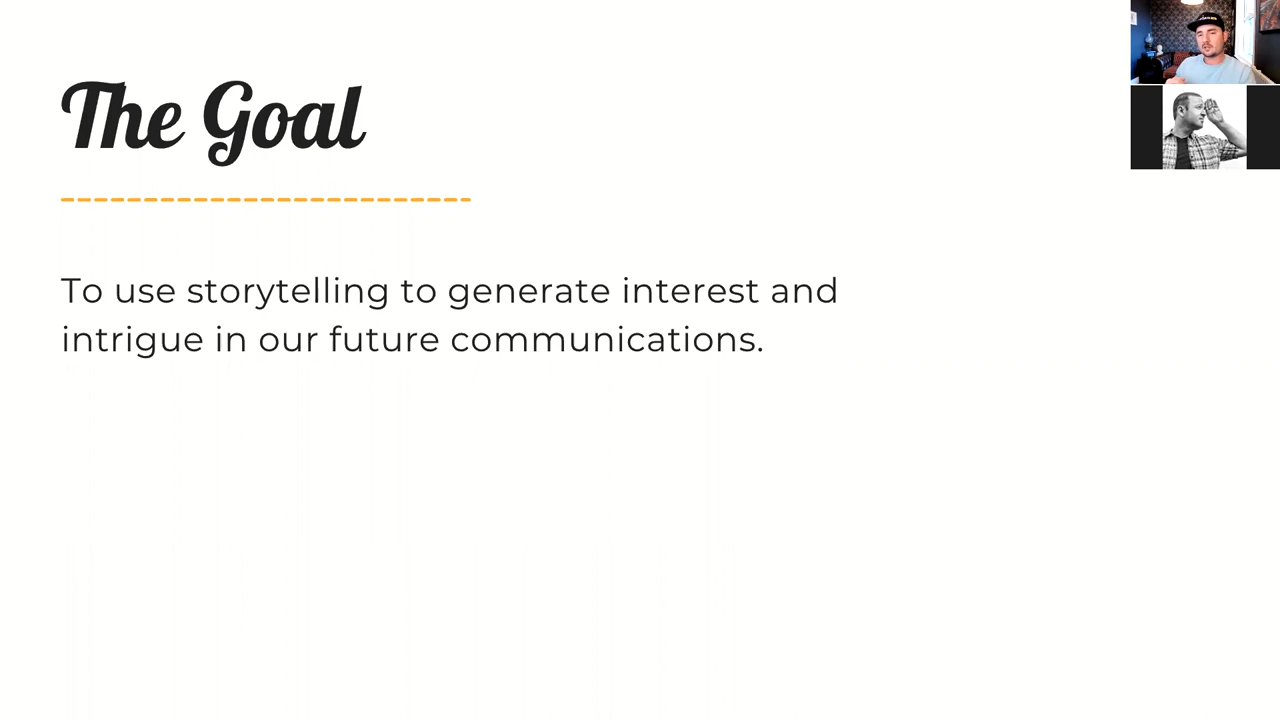 The Goal
To use storytelling to generate interest and
intrigue in our future communications.